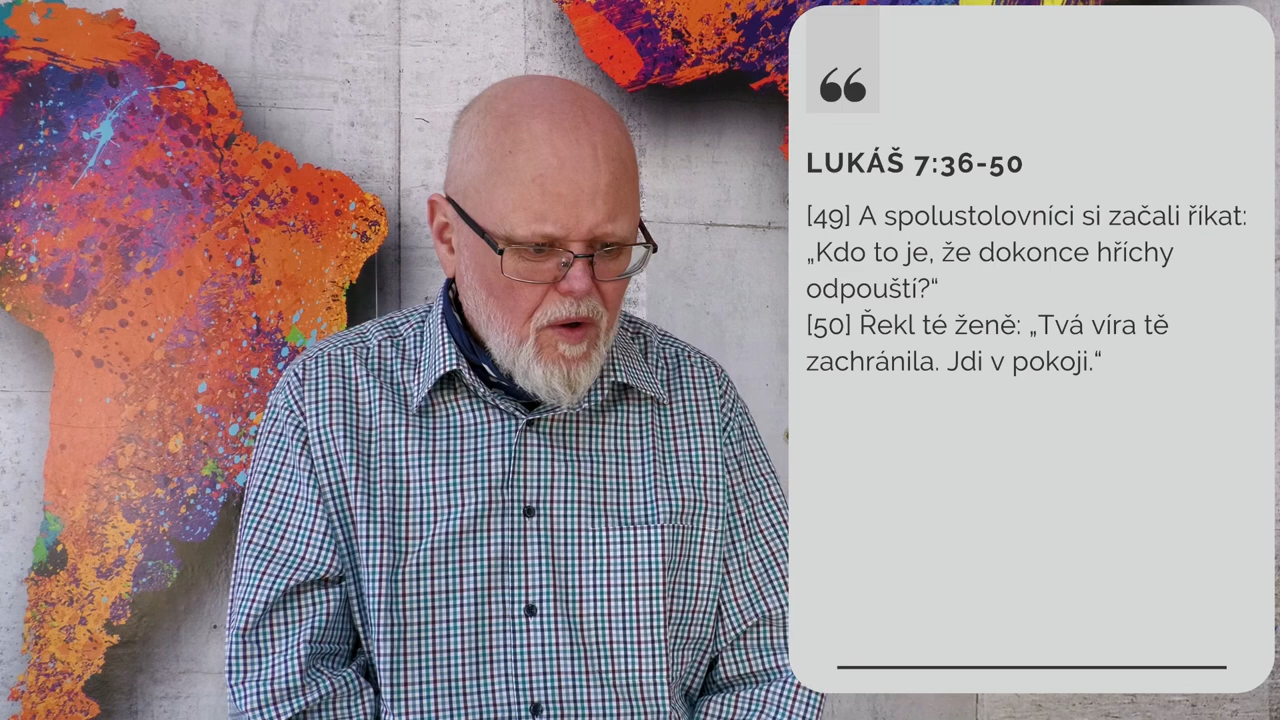 “
LUKÁŠ 7:36-50
[49] A spolustolovníci si začali říkat:
„Kdo to je, že dokonce hříchy
odpouští?“
[50] Řekl té ženě: „Tvá víra tě
zachránila. Jdi v pokoji.“